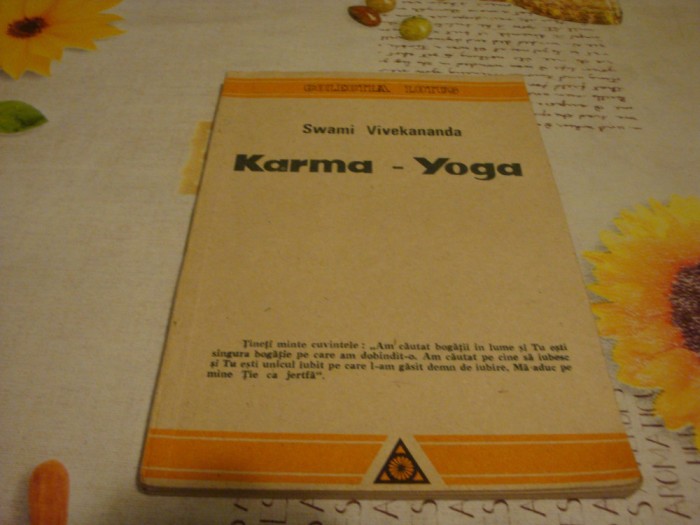 COLECTIA LOTUS
Swami Vivekananda
Karma - Yoga
Țineți minte cuvintele : „Am căutat bogății în lume și Tu ești
singura bogăție pe care am dobîndit-o. Am căutat pe cine să iubesc
și Tu ești unicul iubit pe care l-am găsit demn de iubire. Mă aduc pe
mine Ție ca jertfă“.
AROMATIC